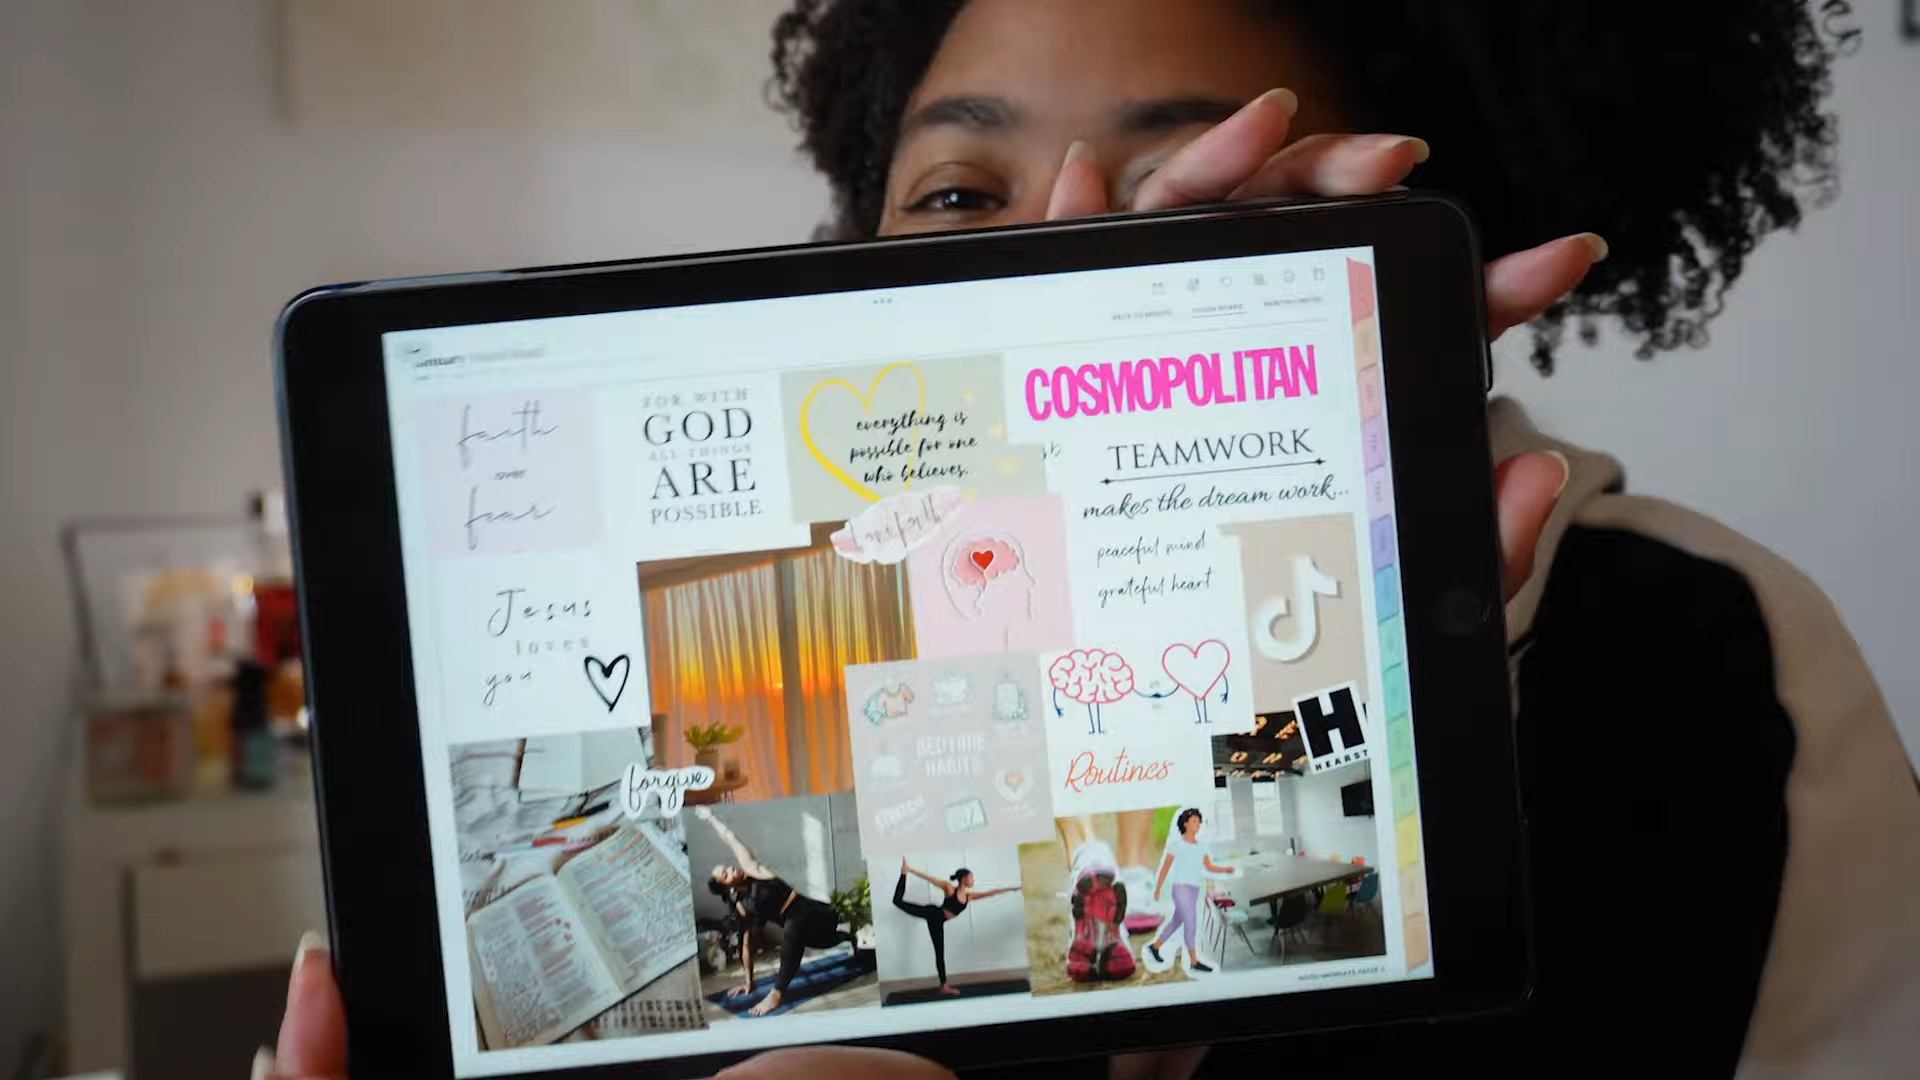 faith
over
fear
FOR WITH
GOD
ALL THINGS
ARE
POSSIBLE
everything is
possible for one
who believes.
COSMOPOLITAN
TEAMWORK
makes the dream work...
peaceful mind
grateful heart
Jesus
loves
you
forgive
BEDTIME
HABITS
STRETCH
Routines
H
HEARST